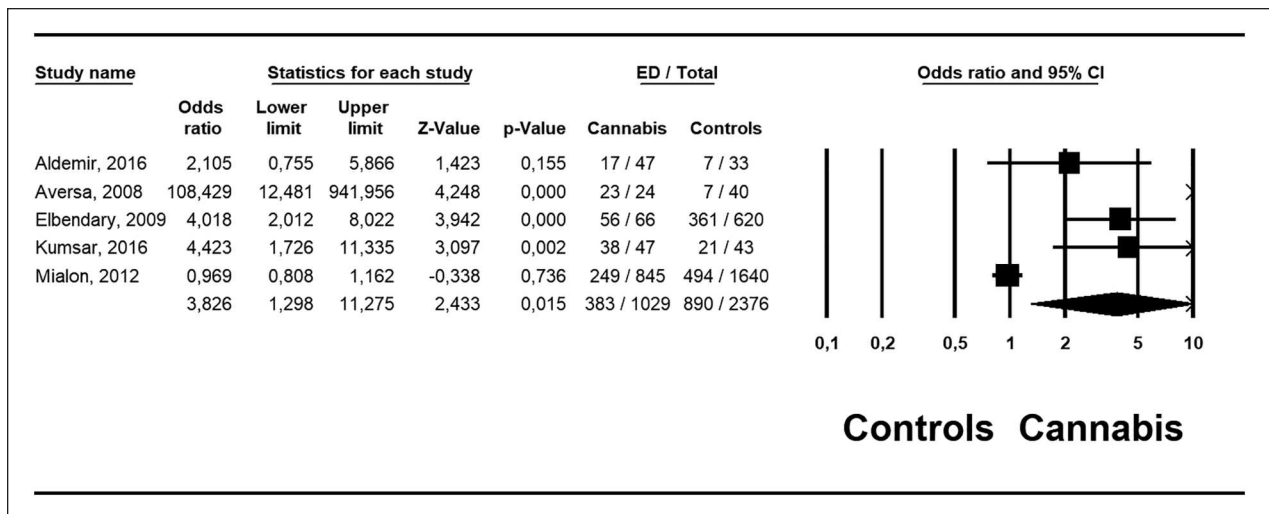 Study name Statistics for each study ED / Total Odds ratio and 95% CI
Odds Lower Upper
ratio limit limit Z-Value p-Value Cannabis Controls
Aldemir, 2016 2,105 0,755 5,866 1,423 0,155 17 / 47 7 / 33
Aversa, 2008 108,429 12,481 941,956 4,248 0,000 23 / 24 7 / 40
Elbendary, 2009 4,018 2,012 8,022 3,942 0,000 56 / 66 361 / 620
Kumsar, 2016 4,423 1,726 11,335 3,097 0,002 38 / 47 21 / 43
Mialon, 2012 0,969 0,808 1,162 -0,338 0,736 249 / 845 494 / 1640
3,826 1,298 11,275 2,433 0,015 383 / 1029 890 / 2376
0,1 0,2 0,5 1 2 5 10
Controls Cannabis